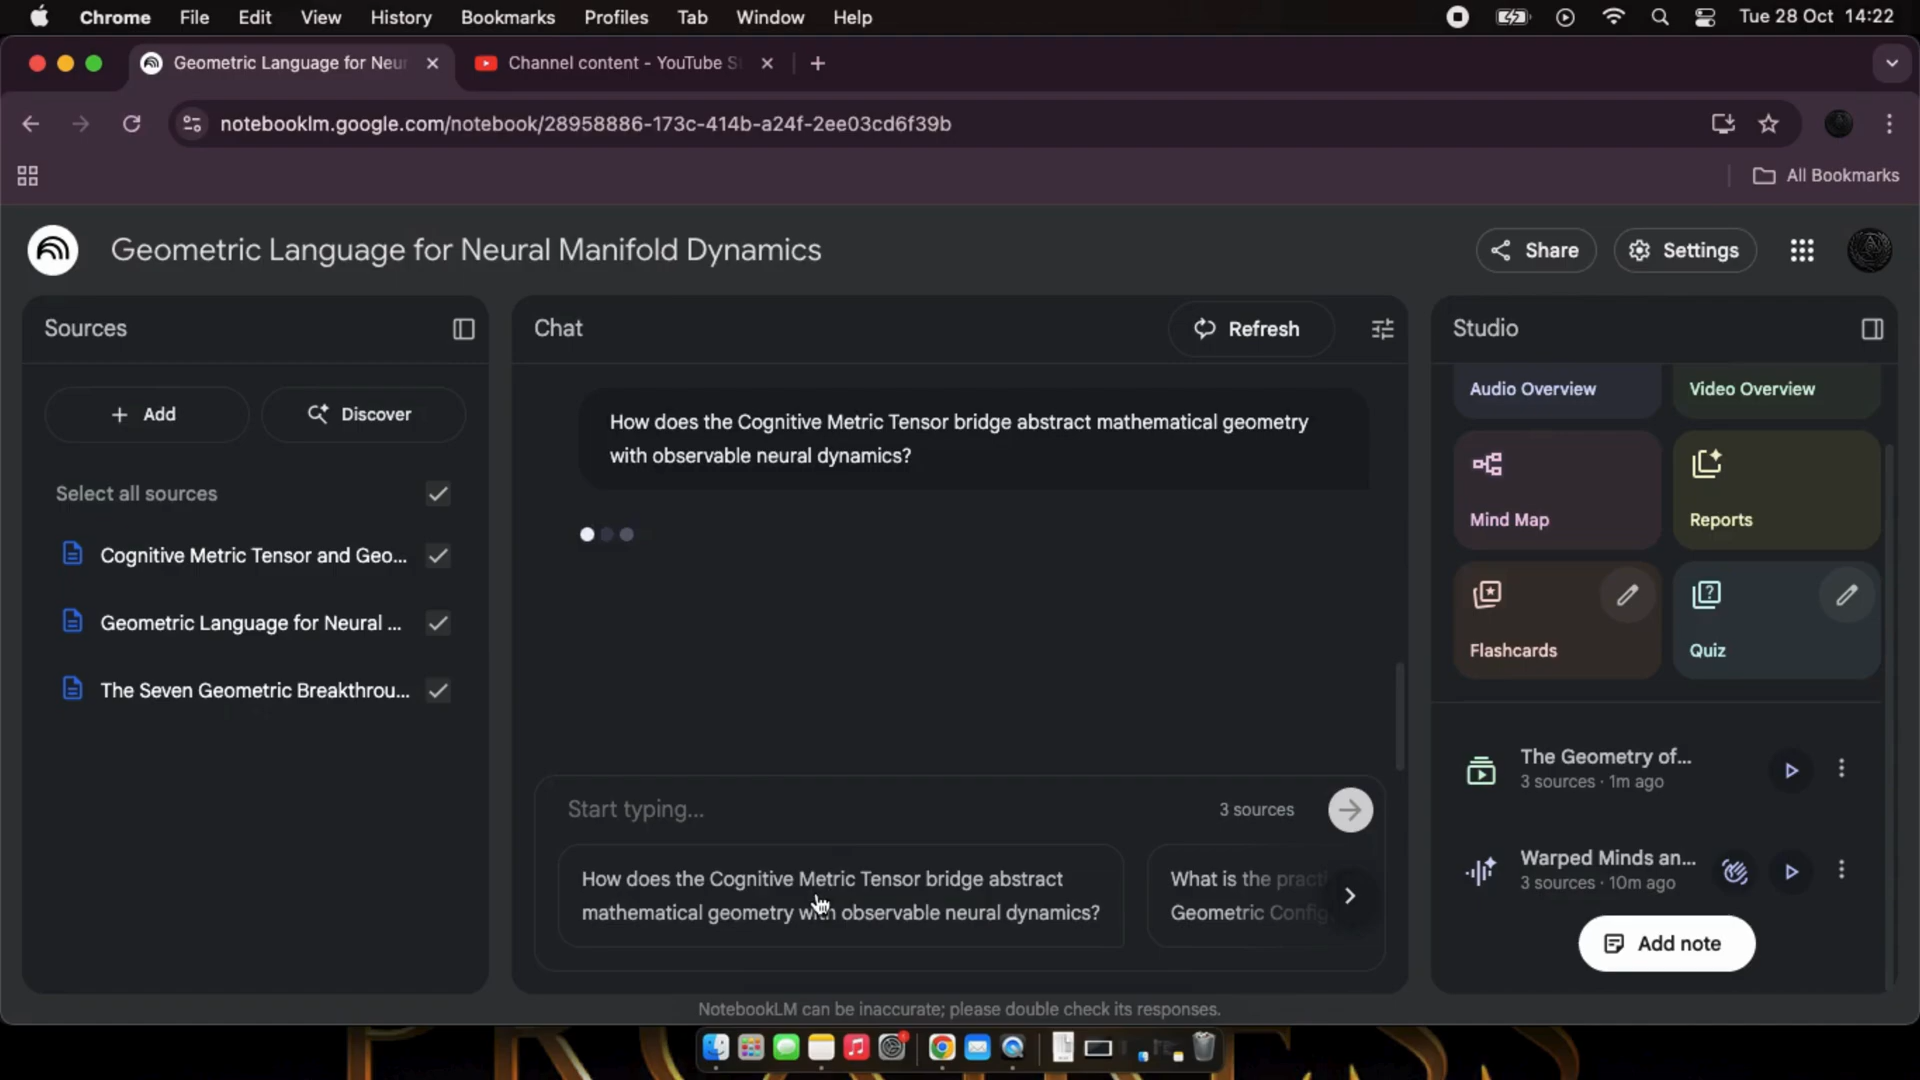 Chrome File Edit View History Bookmarks Profiles Tab Window Help Tue 28 Oct 14:22
Geometric Language for Neur Channel content - YouTube S
notebooklm.google.com/notebook/28958886-173c-414b-a24f-2ee03cd6f39b
All Bookmarks
Geometric Language for Neural Manifold Dynamics
Share Settings
Sources
Add Discover
Select all sources
Cognitive Metric Tensor and Geo...
Geometric Language for Neural ...
The Seven Geometric Breakthrou...
Chat
Refresh
How does the Cognitive Metric Tensor bridge abstract mathematical geometry
with observable neural dynamics?
Start typing...
3 sources
How does the Cognitive Metric Tensor bridge abstract
mathematical geometry with observable neural dynamics?
What is the practi
Geometric Config
Studio
Audio Overview Video Overview
Mind Map Reports
Flashcards Quiz
The Geometry of...
3 sources · 1m ago
Warped Minds an...
3 sources · 10m ago
Add note
NotebookLM can be inaccurate; please double check its responses.